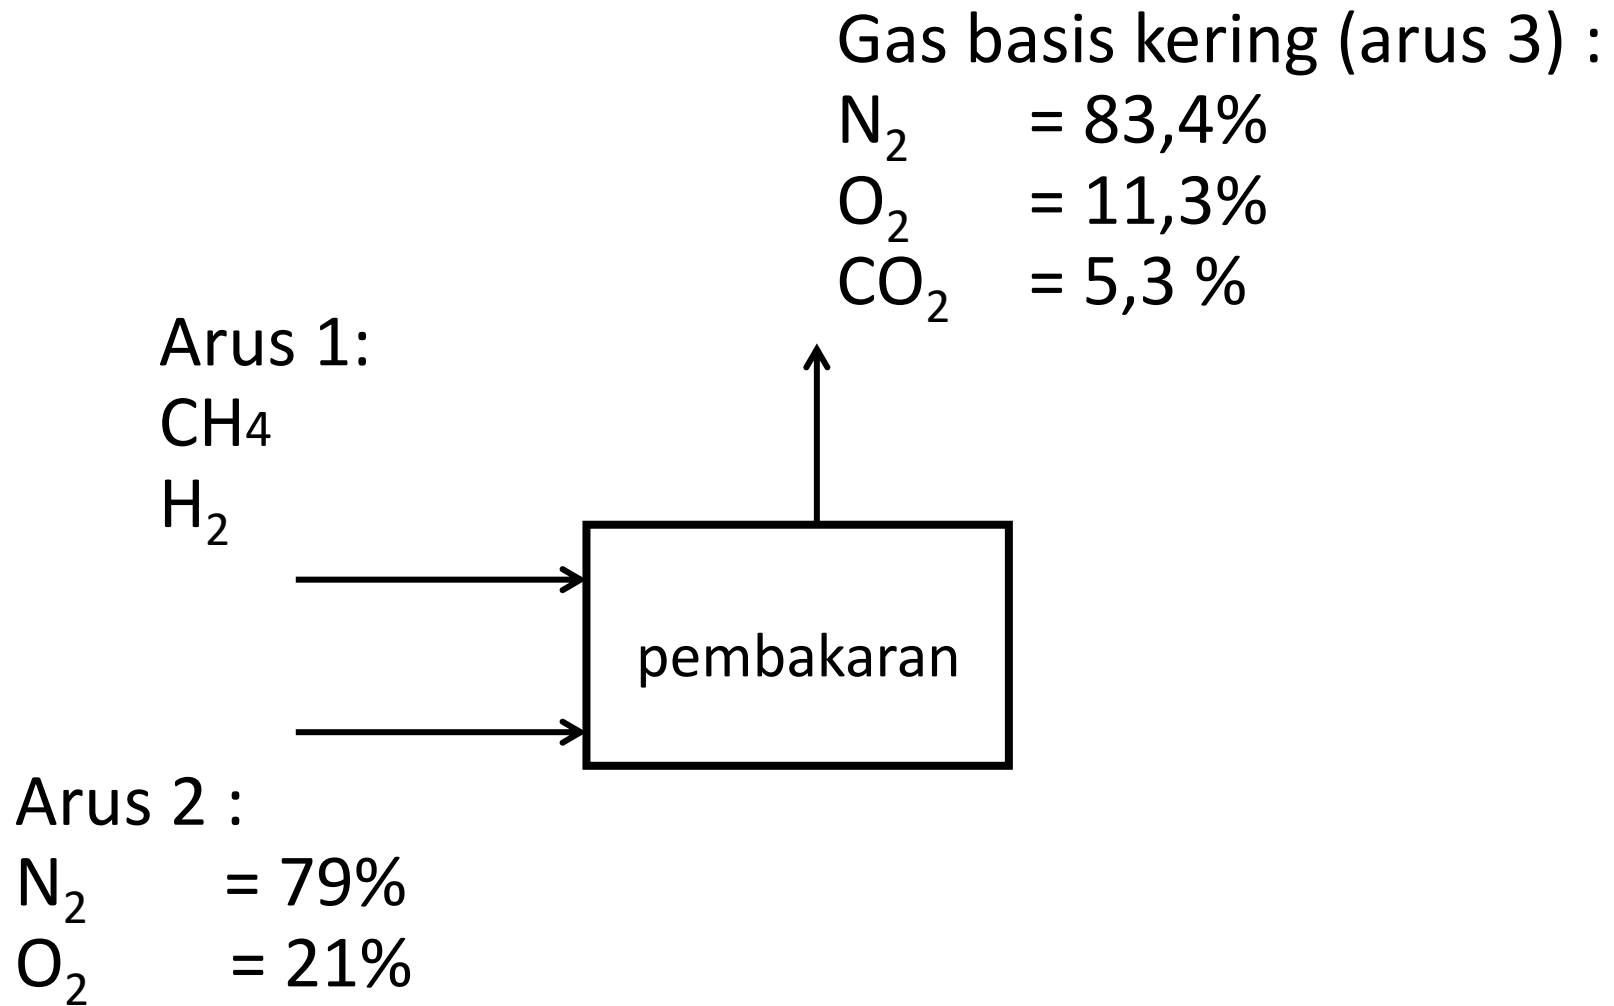 Gas basis kering (arus 3) :
N₂ = 83,4%
O₂ = 11,3%
CO₂ = 5,3 %
Arus 1:
CH4
H₂
pembakaran
Arus 2 :
N₂ = 79%
O₂ = 21%